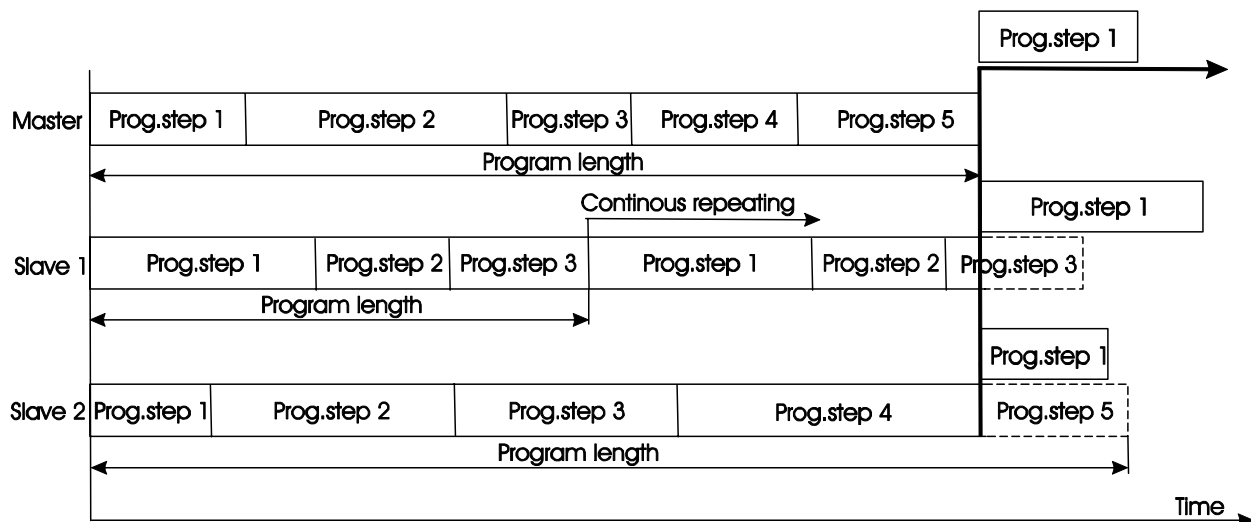 Prog.step 1
Master Prog.step 1 Prog.step 2 Prog.step 3 Prog.step 4 Prog.step 5
Program length
Continous repeating
Prog.step 1
Slave 1 Prog.step 1 Prog.step 2 Prog.step 3 Prog.step 1 Prog.step 2 Prog.step 3
Program length
Prog.step 1
Slave 2 Prog.step 1 Prog.step 2 Prog.step 3 Prog.step 4 Prog.step 5
Program length
Time